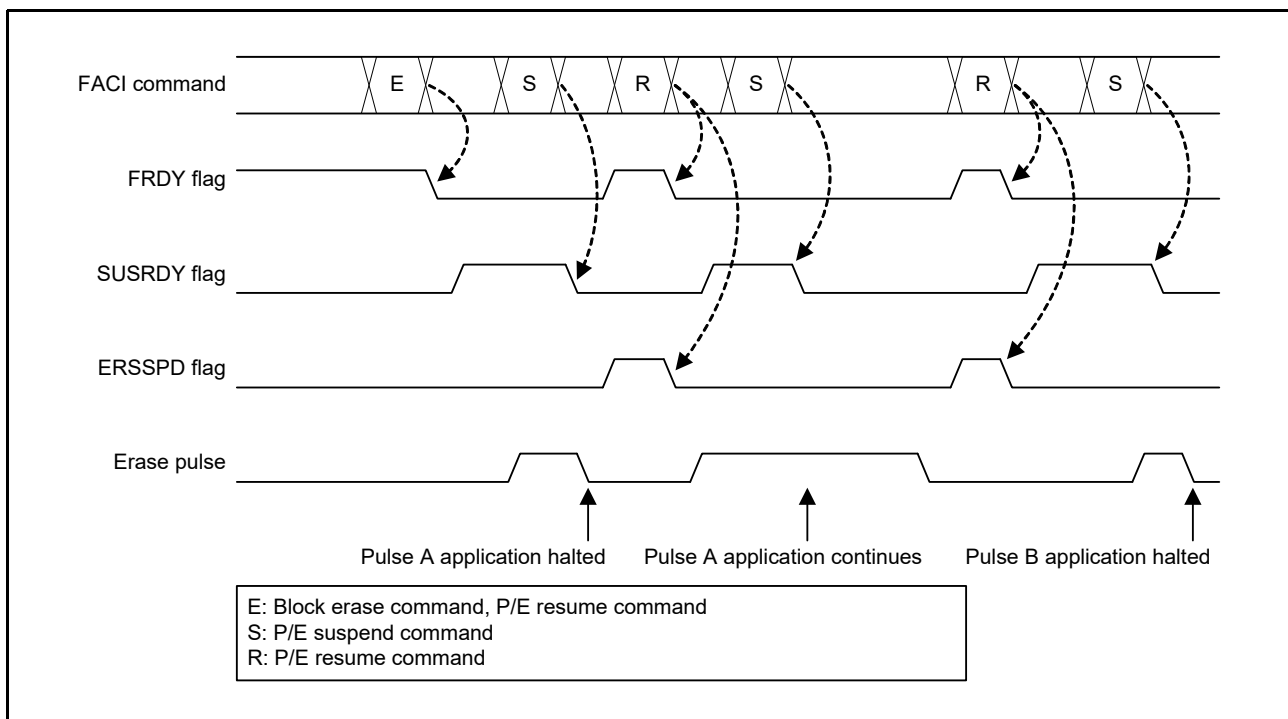 FACI command
E
S
R
S
R
S
FRDY flag
SUSRDY flag
ERSSPD flag
Erase pulse
Pulse A application halted
Pulse A application continues
Pulse B application halted
E: Block erase command, P/E resume command
S: P/E suspend command
R: P/E resume command